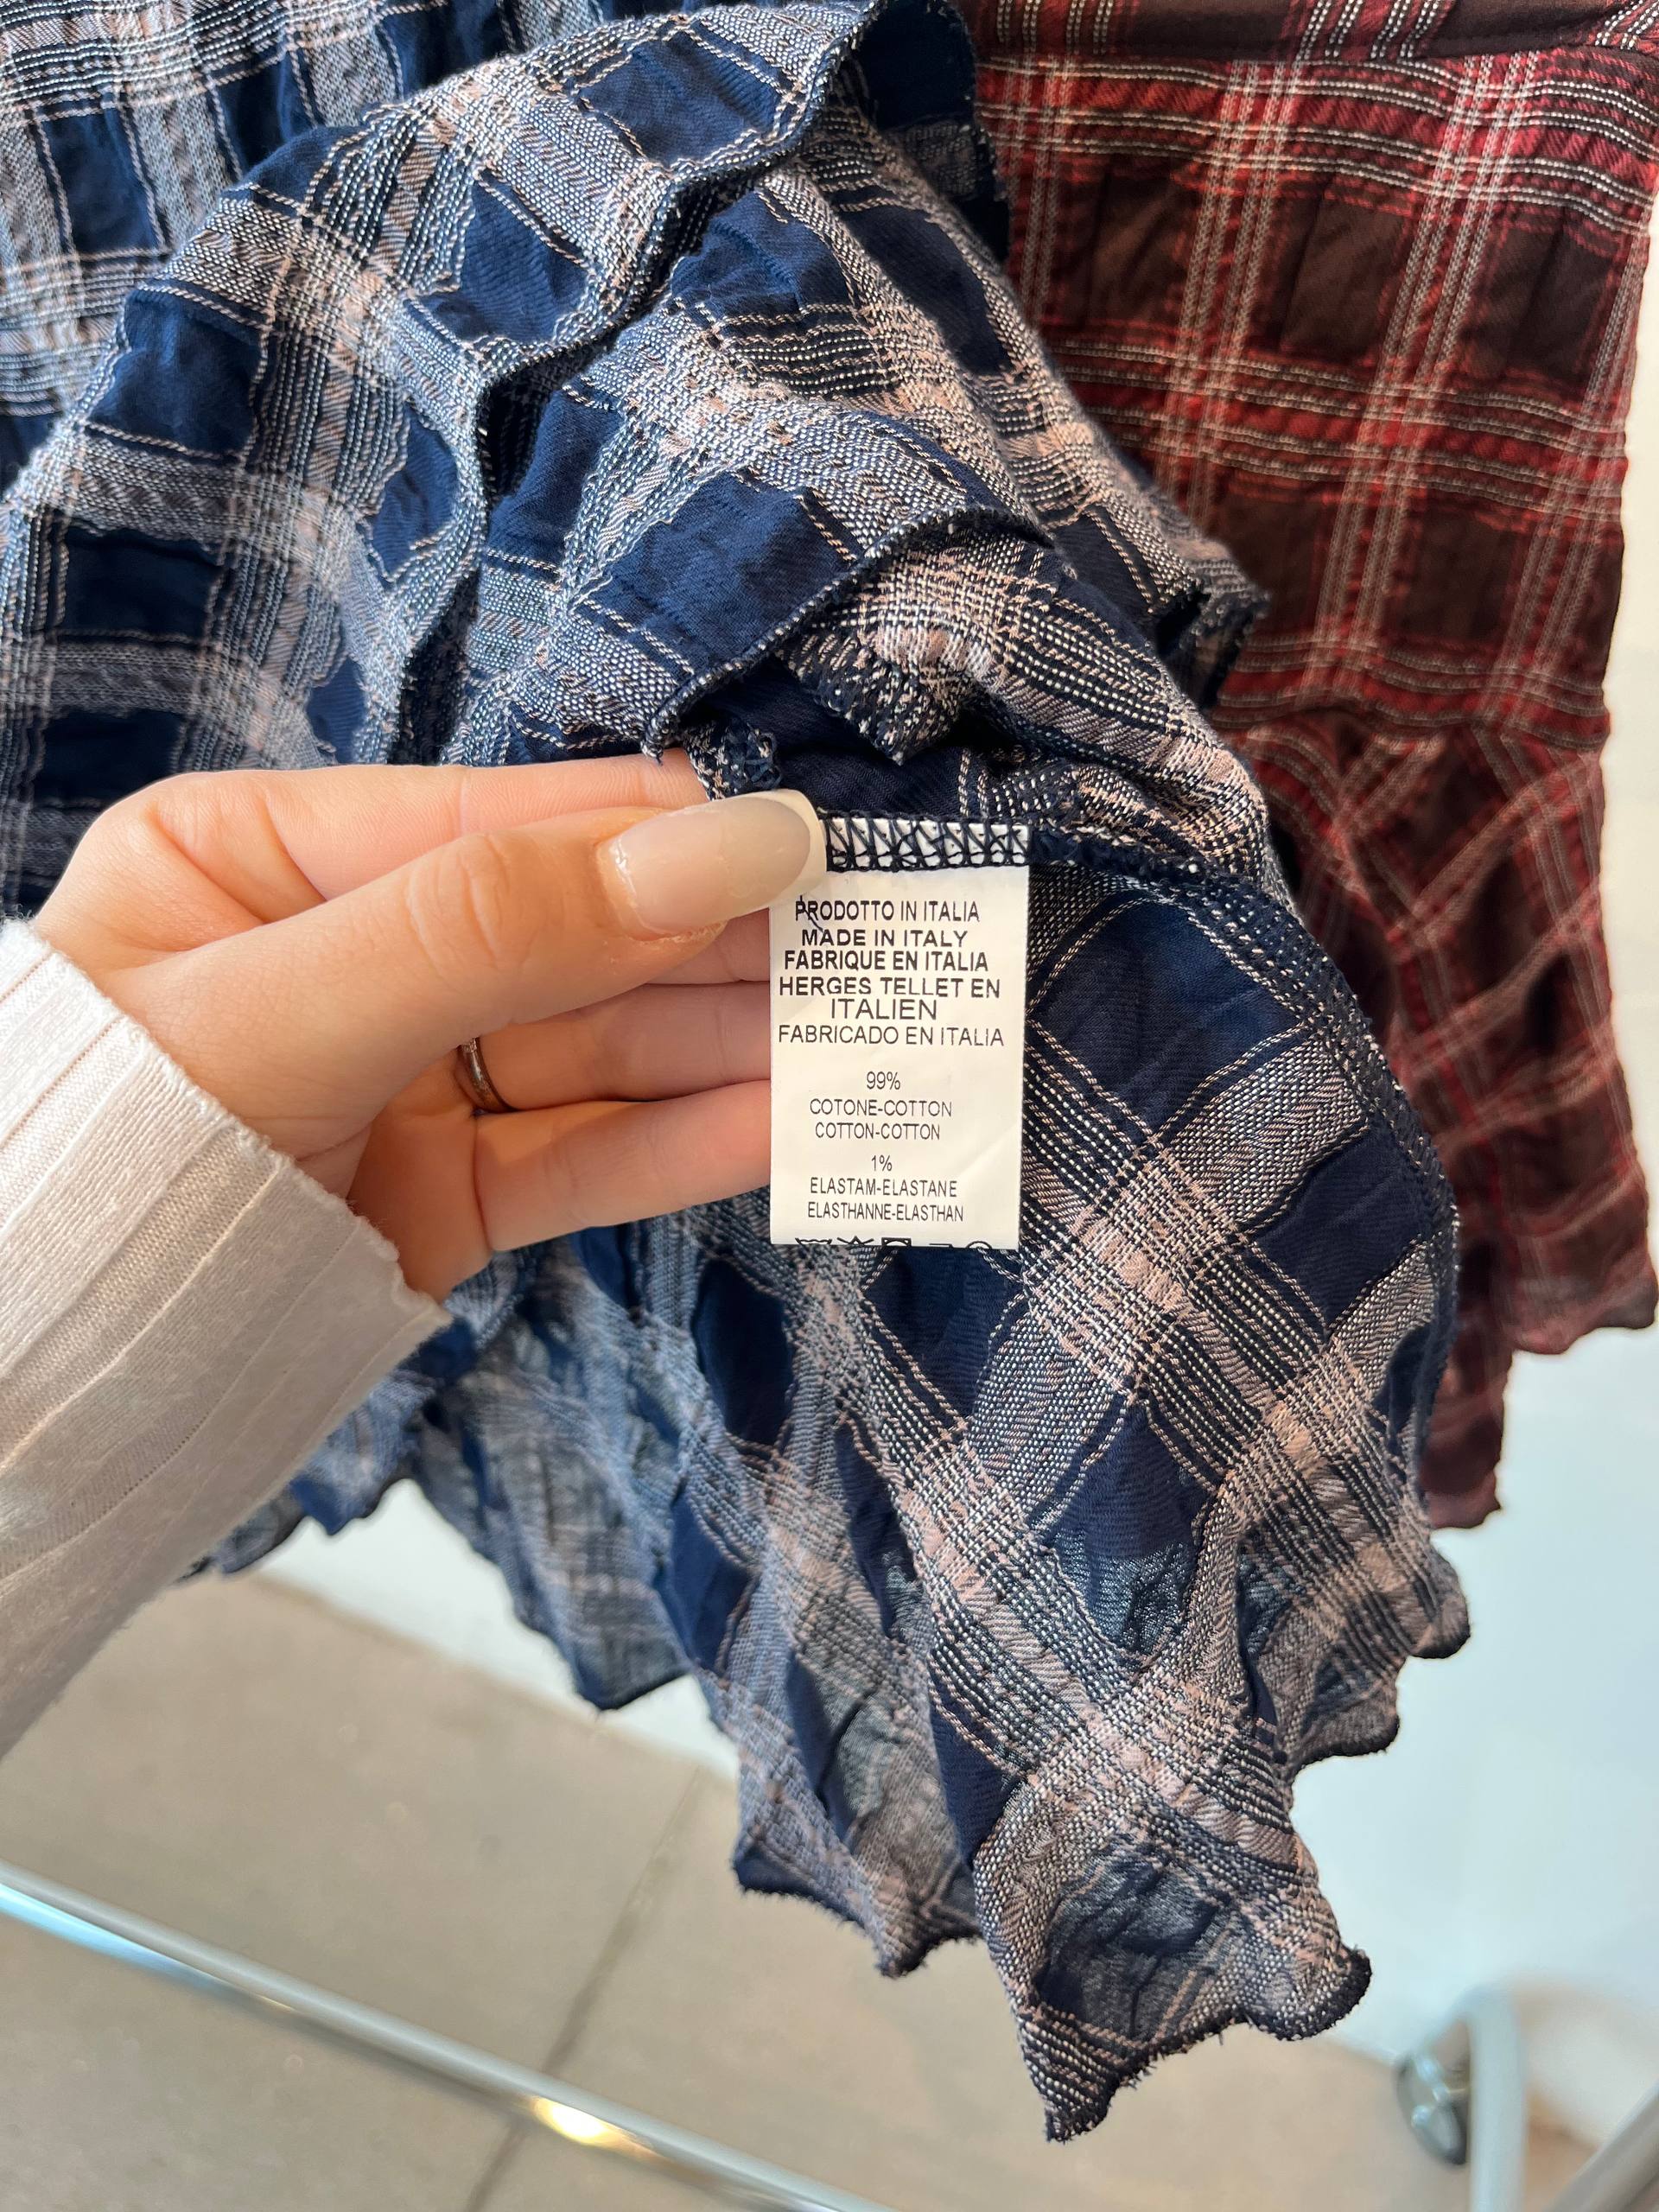 PRODOTTO IN ITALIA
MADE IN ITALY
FABRIQUE EN ITALIA
HERGES TELLET EN
ITALIEN
FABRICADO EN ITALIA
99%
COTONE-COTTON
COTTON-COTTON
1%
ELASTAM-ELASTANE
ELASTHANNE-ELASTHAN